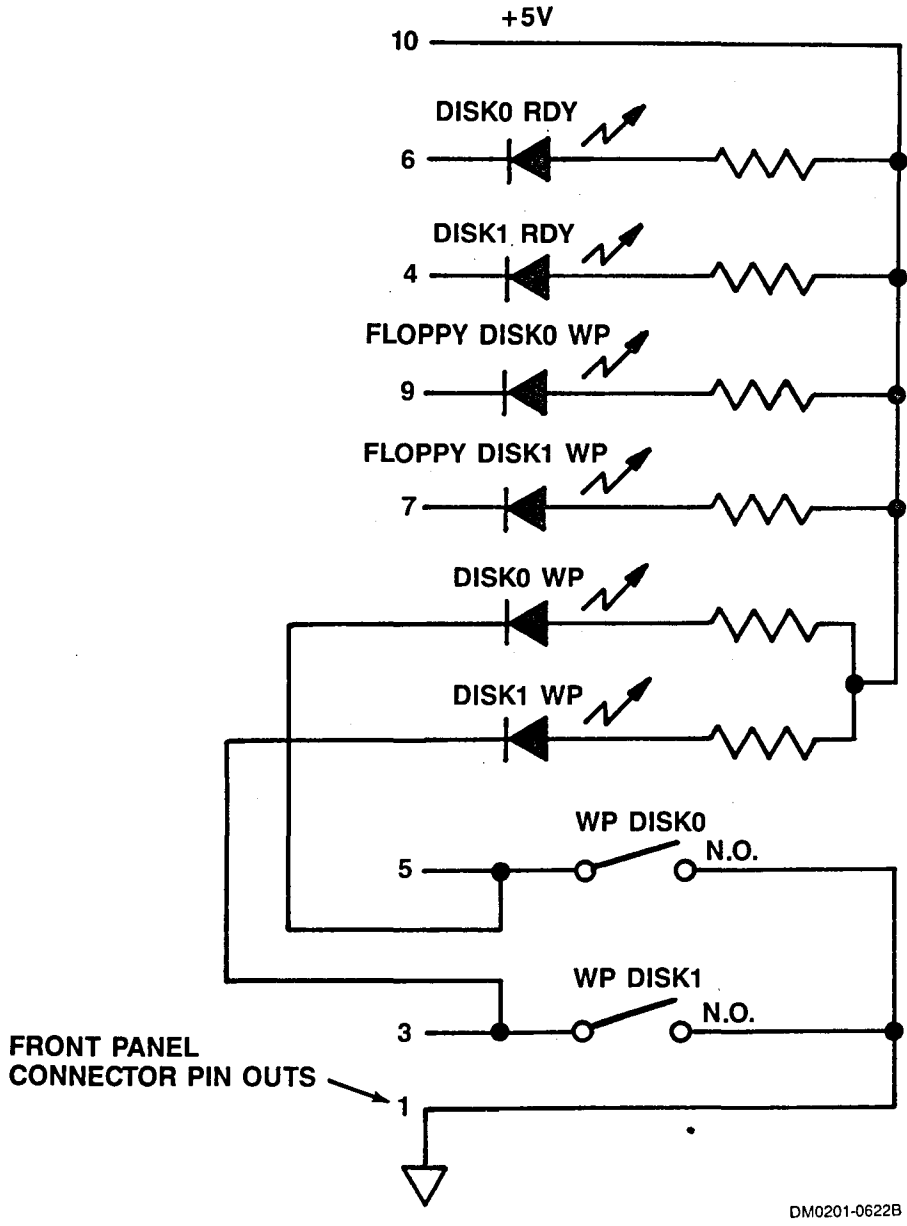 +5V
10
DISK0 RDY
6
DISK1 RDY
4
FLOPPY DISK0 WP
9
FLOPPY DISK1 WP
7
DISK0 WP
DISK1 WP
WP DISK0
N.O.
5
WP DISK1
N.O.
3
FRONT PANEL
CONNECTOR PIN OUTS
1
DM0201-0622B